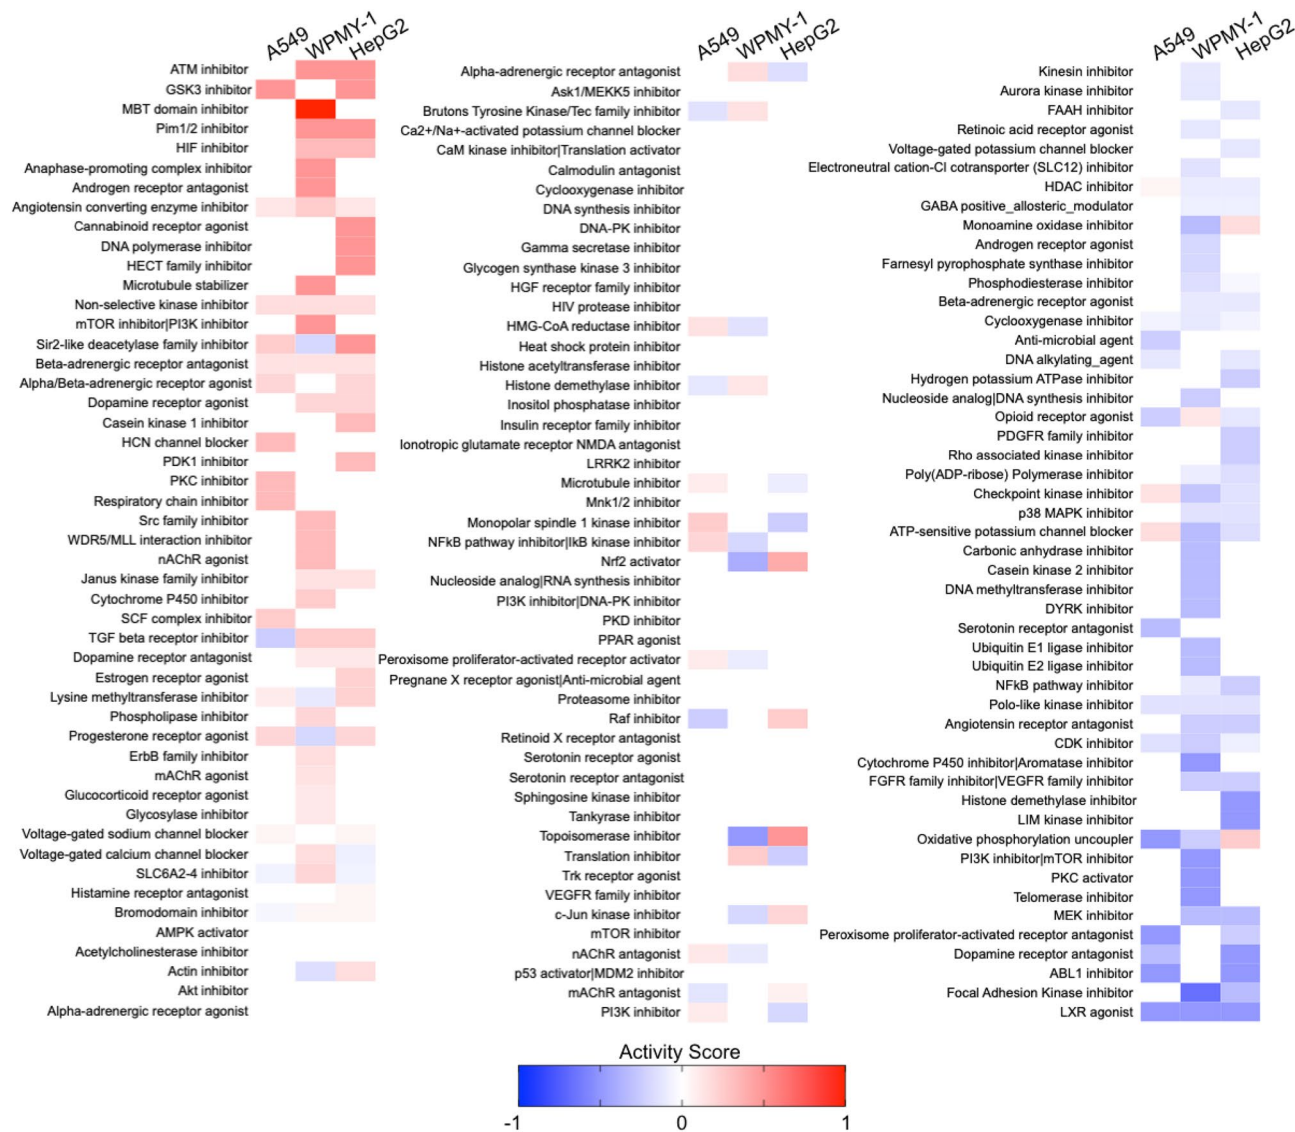 A549 WPMY-1 HepG2
ATM inhibitor
GSK3 inhibitor
MBT domain inhibitor
Pim1/2 inhibitor
HIF inhibitor
Anaphase-promoting complex inhibitor
Androgen receptor antagonist
Angiotensin converting enzyme inhibitor
Cannabinoid receptor agonist
DNA polymerase inhibitor
HECT family inhibitor
Microtubule stabilizer
Non-selective kinase inhibitor
mTOR inhibitor|PI3K inhibitor
Sir2-like deacetylase family inhibitor
Beta-adrenergic receptor antagonist
Alpha/Beta-adrenergic receptor agonist
Dopamine receptor agonist
Casein kinase 1 inhibitor
HCN channel blocker
PDK1 inhibitor
PKC inhibitor
Respiratory chain inhibitor
Src family inhibitor
WDR5/MLL interaction inhibitor
nAChR agonist
Janus kinase family inhibitor
Cytochrome P450 inhibitor
SCF complex inhibitor
TGF beta receptor inhibitor
Dopamine receptor antagonist
Estrogen receptor agonist
Lysine methyltransferase inhibitor
Phospholipase inhibitor
Progesterone receptor agonist
ErbB family inhibitor
mAChR agonist
Glucocorticoid receptor agonist
Glycosylase inhibitor
Voltage-gated sodium channel blocker
Voltage-gated calcium channel blocker
SLC6A2-4 inhibitor
Histamine receptor antagonist
Bromodomain inhibitor
AMPK activator
Acetylcholinesterase inhibitor
Actin inhibitor
Akt inhibitor
Alpha-adrenergic receptor agonist
A549 WPMY-1 HepG2
Alpha-adrenergic receptor antagonist
Ask1/MEKK5 inhibitor
Brutons Tyrosine Kinase/Tec family inhibitor
Ca2+/Na+-activated potassium channel blocker
CaM kinase inhibitor|Translation activator
Calmodulin antagonist
Cyclooxygenase inhibitor
DNA synthesis inhibitor
DNA-PK inhibitor
Gamma secretase inhibitor
Glycogen synthase kinase 3 inhibitor
HGF receptor family inhibitor
HIV protease inhibitor
HMG-CoA reductase inhibitor
Heat shock protein inhibitor
Histone acetyltransferase inhibitor
Histone demethylase inhibitor
Inositol phosphatase inhibitor
Insulin receptor family inhibitor
Ionotropic glutamate receptor NMDA antagonist
LRRK2 inhibitor
Microtubule inhibitor
Mnk1/2 inhibitor
Monopolar spindle 1 kinase inhibitor
NFkB pathway inhibitor|IkB kinase inhibitor
Nrf2 activator
Nucleoside analog|RNA synthesis inhibitor
PI3K inhibitor|DNA-PK inhibitor
PKD inhibitor
PPAR agonist
Peroxisome proliferator-activated receptor activator
Pregnane X receptor agonist|Anti-microbial agent
Proteasome inhibitor
Raf inhibitor
Retinoid X receptor antagonist
Serotonin receptor agonist
Serotonin receptor antagonist
Sphingosine kinase inhibitor
Tankyrase inhibitor
Topoisomerase inhibitor
Translation inhibitor
Trk receptor agonist
VEGFR family inhibitor
c-Jun kinase inhibitor
mTOR inhibitor
nAChR antagonist
p53 activator|MDM2 inhibitor
mAChR antagonist
PI3K inhibitor
A549 WPMY-1 HepG2
Kinesin inhibitor
Aurora kinase inhibitor
FAAH inhibitor
Retinoic acid receptor agonist
Voltage-gated potassium channel blocker
Electroneutral cation-Cl cotransporter (SLC12) inhibitor
HDAC inhibitor
GABA positive_allosteric_modulator
Monoamine oxidase inhibitor
Androgen receptor agonist
Farnesyl pyrophosphate synthase inhibitor
Phosphodiesterase inhibitor
Beta-adrenergic receptor agonist
Cyclooxygenase inhibitor
Anti-microbial agent
DNA alkylating_agent
Hydrogen potassium ATPase inhibitor
Nucleoside analog|DNA synthesis inhibitor
Opioid receptor agonist
PDGFR family inhibitor
Rho associated kinase inhibitor
Poly(ADP-ribose) Polymerase inhibitor
Checkpoint kinase inhibitor
p38 MAPK inhibitor
ATP-sensitive potassium channel blocker
Carbonic anhydrase inhibitor
Casein kinase 2 inhibitor
DNA methyltransferase inhibitor
DYRK inhibitor
Serotonin receptor antagonist
Ubiquitin E1 ligase inhibitor
Ubiquitin E2 ligase inhibitor
NFkB pathway inhibitor
Polo-like kinase inhibitor
Angiotensin receptor antagonist
CDK inhibitor
Cytochrome P450 inhibitor|Aromatase inhibitor
FGFR family inhibitor|VEGFR family inhibitor
Histone demethylase inhibitor
LIM kinase inhibitor
Oxidative phosphorylation uncoupler
PI3K inhibitor|mTOR inhibitor
PKC activator
Telomerase inhibitor
MEK inhibitor
Peroxisome proliferator-activated receptor antagonist
Dopamine receptor antagonist
ABL1 inhibitor
Focal Adhesion Kinase inhibitor
LXR agonist
Activity Score
-1 0 1